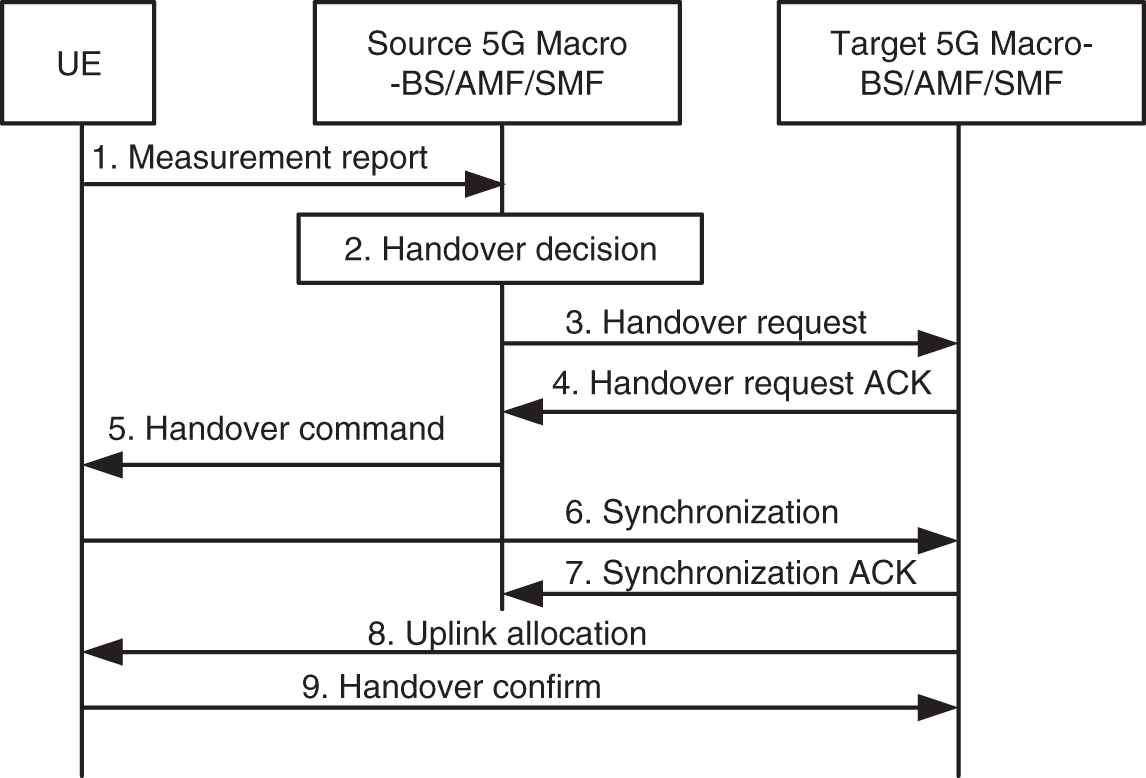 UE
Source 5G Macro
-BS/AMF/SMF
Target 5G Macro-
BS/AMF/SMF
1. Measurement report
2. Handover decision
3. Handover request
4. Handover request ACK
5. Handover command
6. Synchronization
7. Synchronization ACK
8. Uplink allocation
9. Handover confirm